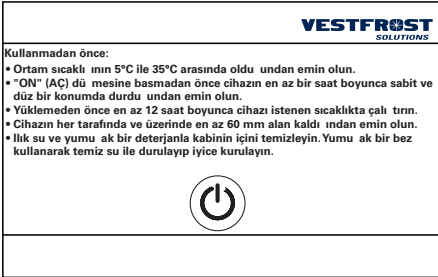 VESTFROST
SOLUTIONS
Kullanmadan önce:
• Ortam sıcaklı ının 5°C ile 35°C arasında oldu undan emin olun.
• "ON" (AÇ) dü mesine basmadan önce cihazın en az bir saat boyunca sabit ve
düz bir konumda durdu undan emin olun.
• Yüklemeden önce en az 12 saat boyunca cihazı istenen sıcaklıkta çalı tırın.
• Cihazın her tarafında ve üzerinde en az 60 mm alan kaldı ından emin olun.
• Ilık su ve yumu ak bir deterjanla kabinin içini temizleyin. Yumu ak bir bez
kullanarak temiz su ile durulayıp iyice kurulayın.